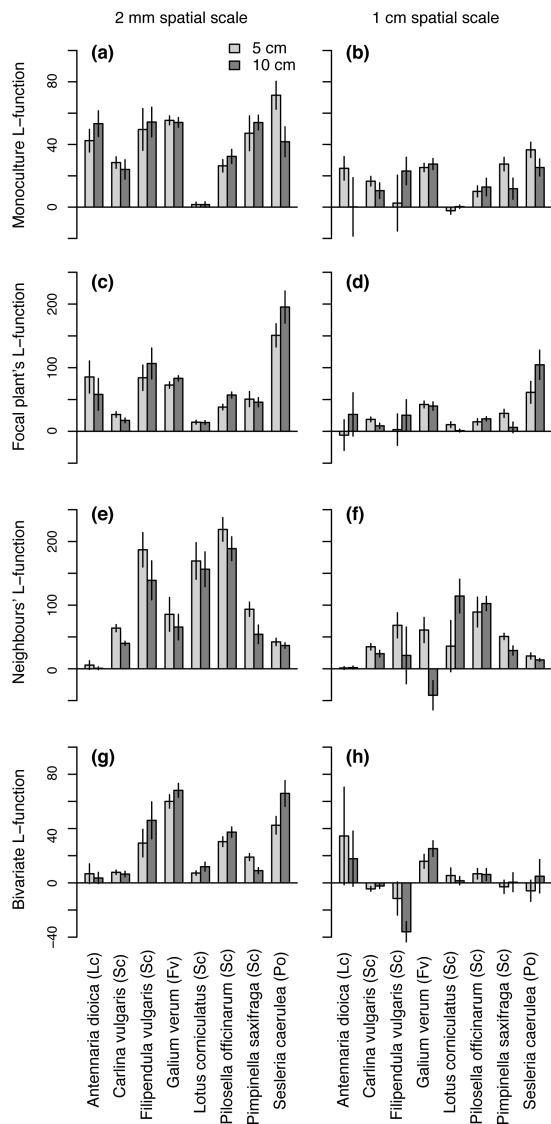 2 mm spatial scale
1 cm spatial scale
(a)
(b)
5 cm
10 cm
Monoculture L-function
80
40
0
(c)
(d)
Focal plant's L-function
200
100
0
(e)
(f)
Neighbours' L-function
200
100
0
(g)
(h)
Bivariate L-function
80
40
0
−40
Antennaria dioica (Lc)
Carlina vulgaris (Sc)
Filipendula vulgaris (Sc)
Galium verum (Fv)
Lotus corniculatus (Sc)
Pilosella officinarum (Sc)
Pimpinella saxifraga (Sc)
Sesleria caerulea (Po)
Antennaria dioica (Lc)
Carlina vulgaris (Sc)
Filipendula vulgaris (Sc)
Galium verum (Fv)
Lotus corniculatus (Sc)
Pilosella officinarum (Sc)
Pimpinella saxifraga (Sc)
Sesleria caerulea (Po)